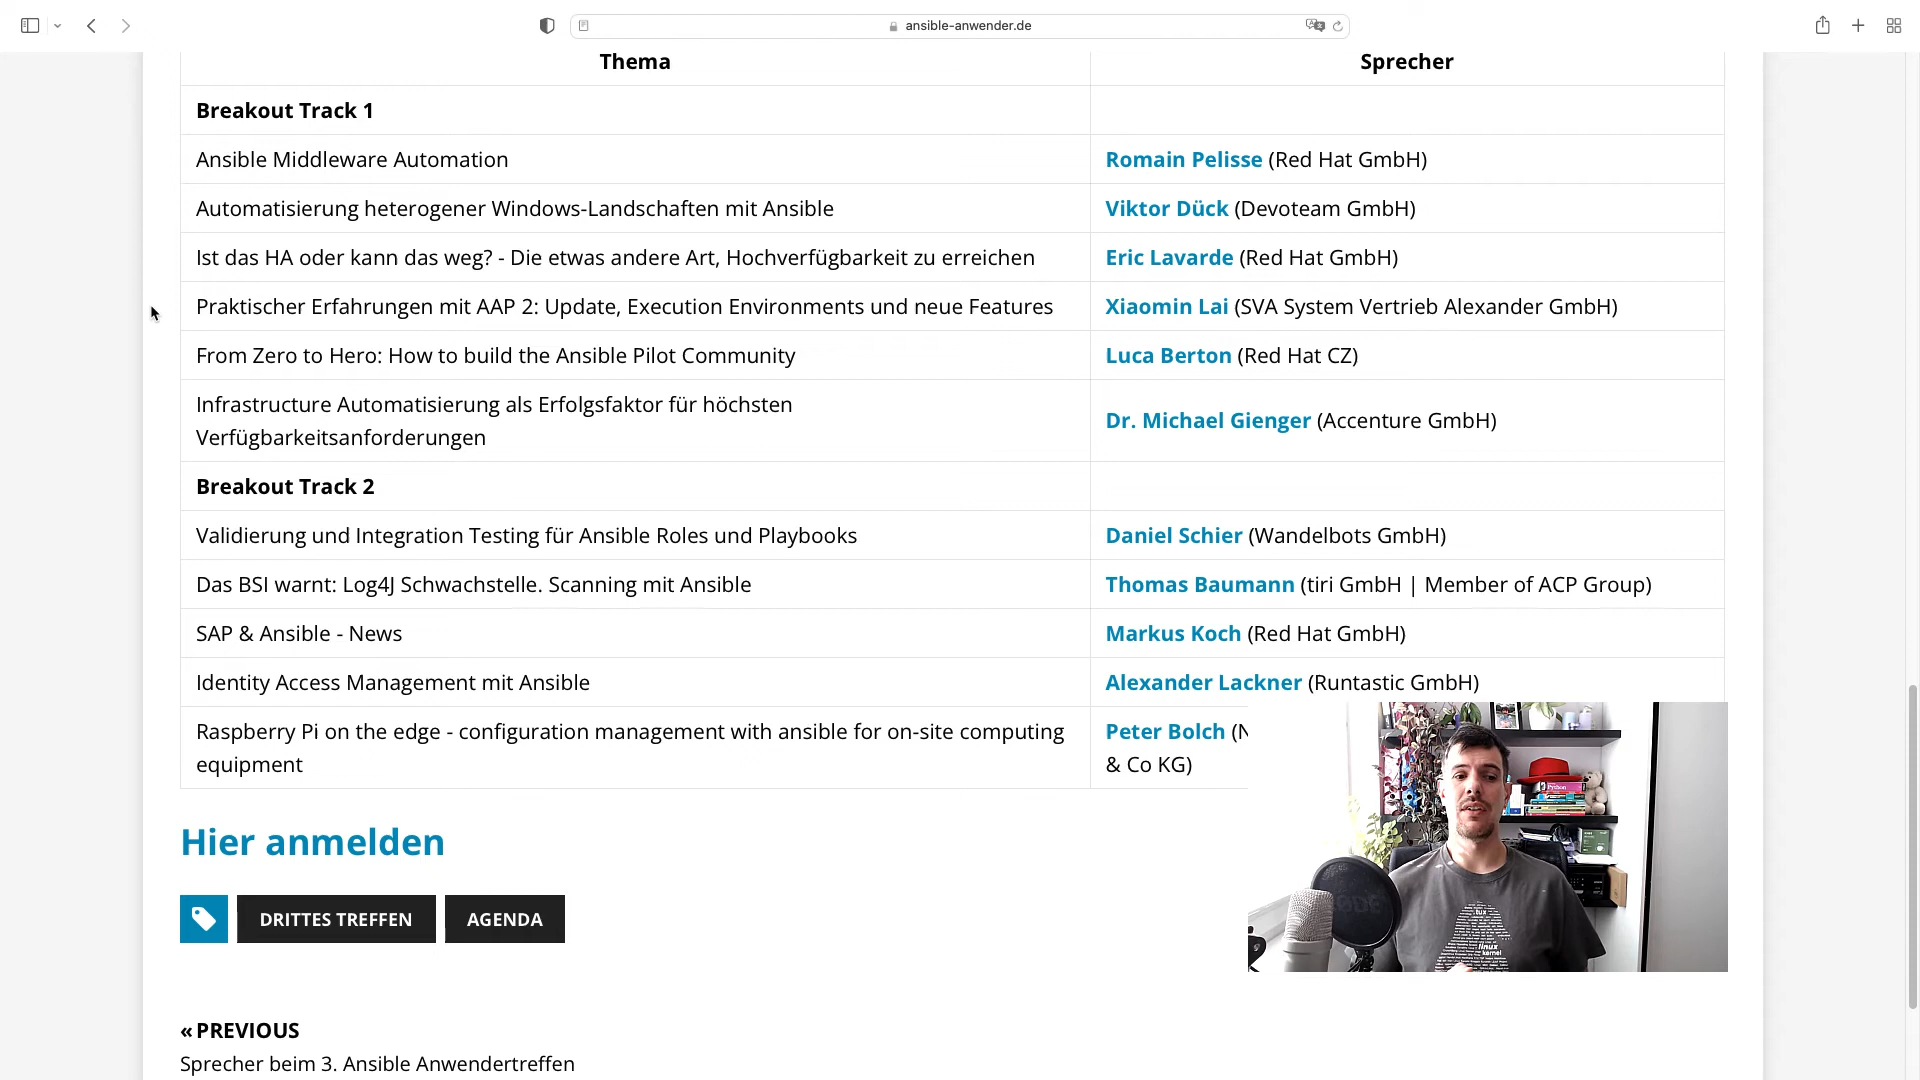 ansible-anwender.de
Thema
Sprecher
Breakout Track 1
Ansible Middleware Automation
Romain Pelisse (Red Hat GmbH)
Automatisierung heterogener Windows-Landschaften mit Ansible
Viktor Dück (Devoteam GmbH)
Ist das HA oder kann das weg? - Die etwas andere Art, Hochverfügbarkeit zu erreichen
Eric Lavarde (Red Hat GmbH)
Praktischer Erfahrungen mit AAP 2: Update, Execution Environments und neue Features
Xiaomin Lai (SVA System Vertrieb Alexander GmbH)
From Zero to Hero: How to build the Ansible Pilot Community
Luca Berton (Red Hat CZ)
Infrastructure Automatisierung als Erfolgsfaktor für höchsten
Verfügbarkeitsanforderungen
Dr. Michael Gienger (Accenture GmbH)
Breakout Track 2
Validierung und Integration Testing für Ansible Roles und Playbooks
Daniel Schier (Wandelbots GmbH)
Das BSI warnt: Log4J Schwachstelle. Scanning mit Ansible
Thomas Baumann (tiri GmbH | Member of ACP Group)
SAP & Ansible - News
Markus Koch (Red Hat GmbH)
Identity Access Management mit Ansible
Alexander Lackner (Runtastic GmbH)
Raspberry Pi on the edge - configuration management with ansible for on-site computing
equipment
Peter Bolch (N
& Co KG)
Python
linux
kernel
Hier anmelden
DRITTES TREFFEN
AGENDA
« PREVIOUS
Sprecher beim 3. Ansible Anwendertreffen